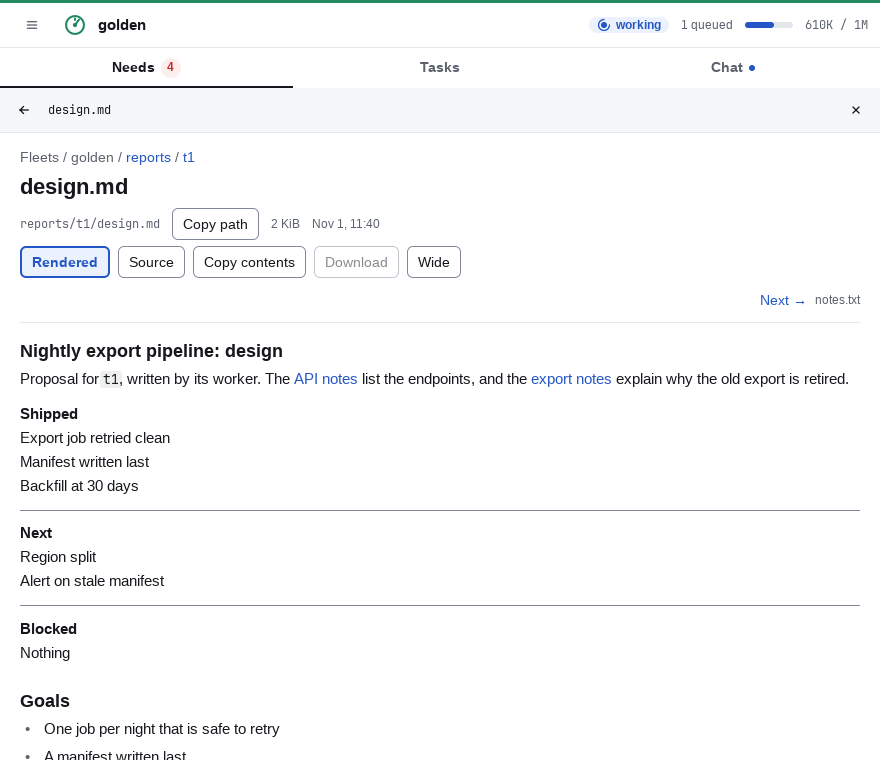 golden
working
1 queued
610K / 1M
Needs 4
Tasks
Chat
design.md
Fleets / golden / reports / t1
design.md
reports/t1/design.md
Copy path
2 KiB
Nov 1, 11:40
Rendered
Source
Copy contents
Download
Wide
Next → notes.txt
Nightly export pipeline: design
Proposal for t1, written by its worker. The API notes list the endpoints, and the export notes explain why the old export is retired.
Shipped
Export job retried clean
Manifest written last
Backfill at 30 days
Next
Region split
Alert on stale manifest
Blocked
Nothing
Goals
• One job per night that is safe to retry
• A manifest written last